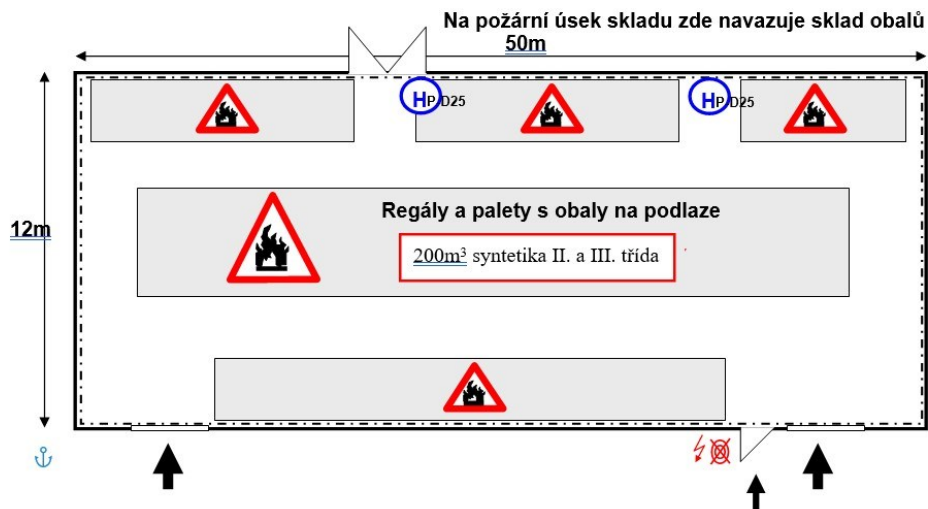 Na požární úsek skladu zde navazuje sklad obalů
50m
HP/D25
HP/D25
12m
Regály a palety s obaly na podlaze
200m³ syntetika II. a III. třída